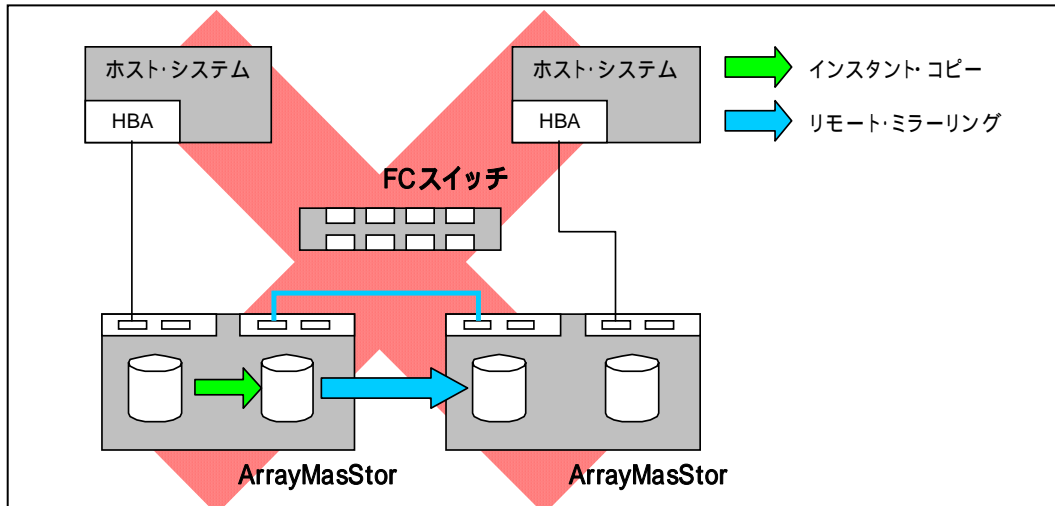 ホスト・システム
HBA
ホスト・システム
HBA
インスタント・コピー
リモート・ミラーリング
FCスイッチ
ArrayMasStor
ArrayMasStor